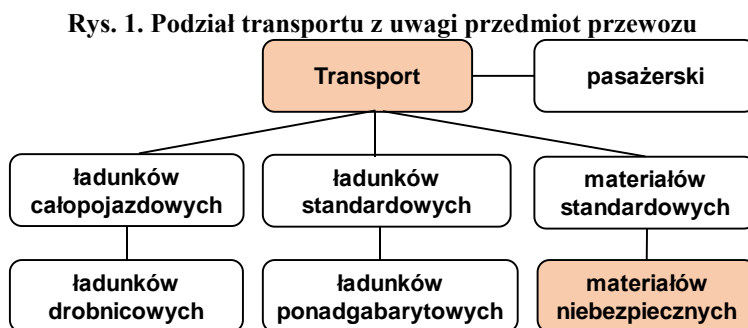 Rys. 1. Podział transportu z uwagi przedmiot przewozu
Transport
pasażerski
ładunków
całopojazdowych
ładunków
standardowych
materiałów
standardowych
ładunków
drobnicowych
ładunków
ponadgabarytowych
materiałów
niebezpiecznych